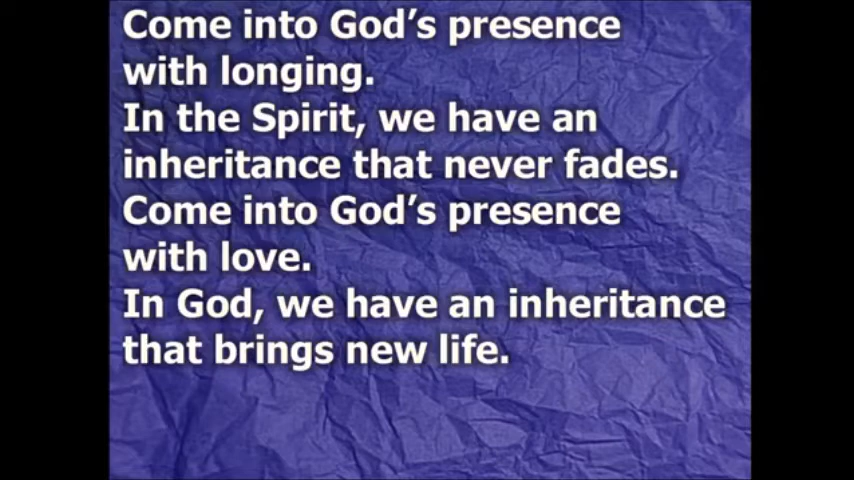 Come into God's presence
with longing.
In the Spirit, we have an
inheritance that never fades.
Come into God's presence
with love.
In God, we have an inheritance
that brings new life.